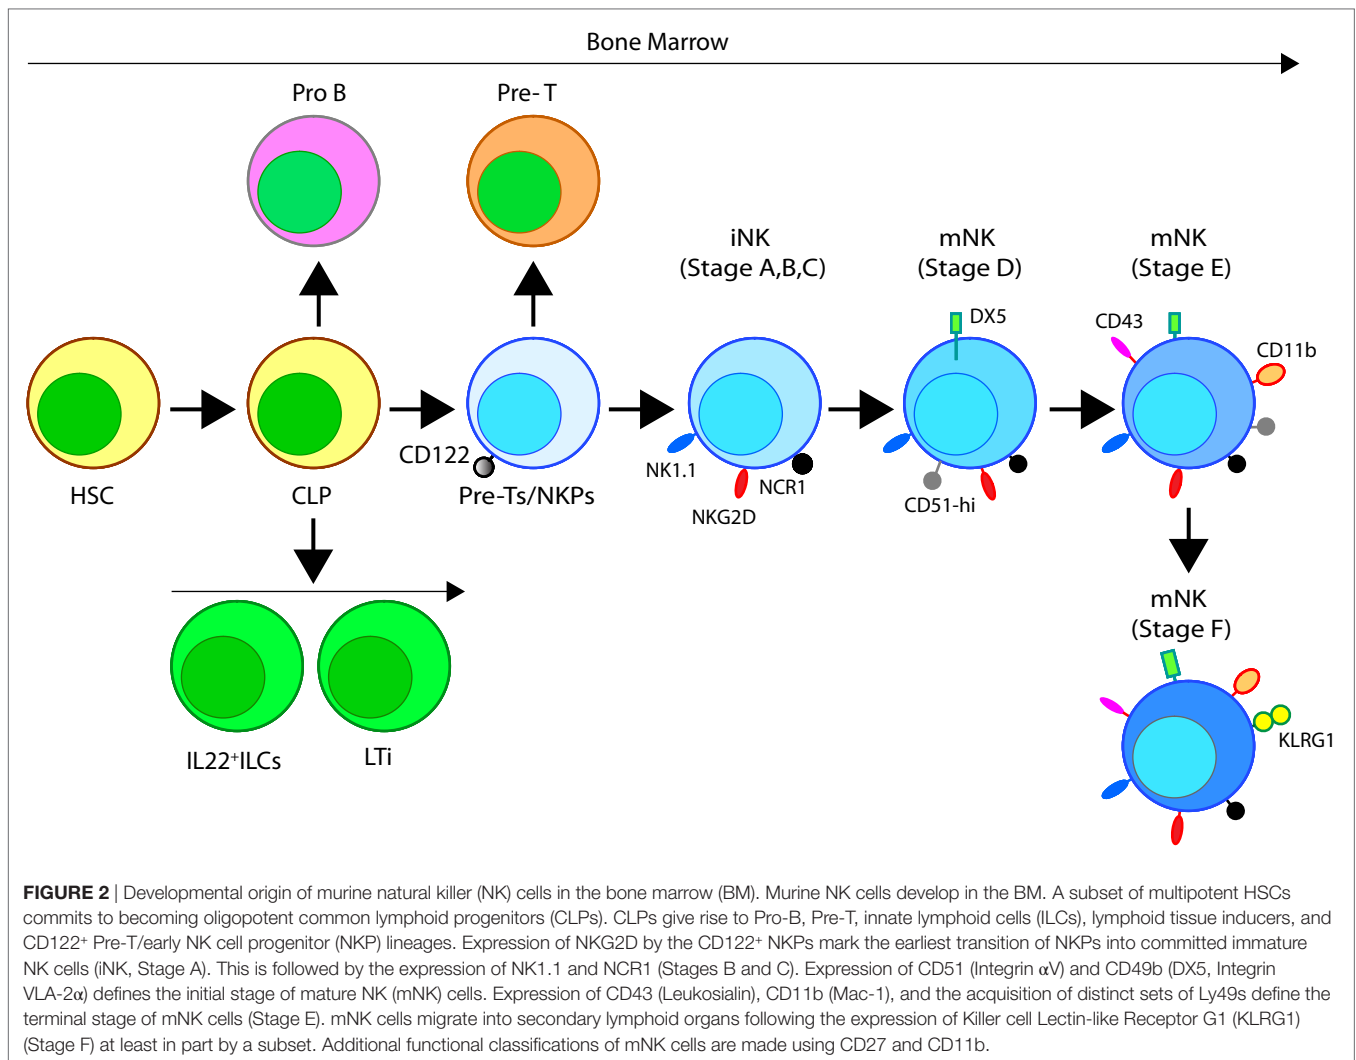 Bone Marrow
Pro B
Pre- T
iNK
(Stage A,B,C)
mNK
(Stage D)
mNK
(Stage E)
DX5
CD43
CD11b
CD122
NK1.1
NCR1
NKG2D
CD51-hi
HSC
CLP
Pre-Ts/NKPs
mNK
(Stage F)
KLRG1
IL22⁺ILCs
LTi
FIGURE 2 | Developmental origin of murine natural killer (NK) cells in the bone marrow (BM). Murine NK cells develop in the BM. A subset of multipotent HSCs
commits to becoming oligopotent common lymphoid progenitors (CLPs). CLPs give rise to Pro-B, Pre-T, innate lymphoid cells (ILCs), lymphoid tissue inducers, and
CD122⁺ Pre-T/early NK cell progenitor (NKP) lineages. Expression of NKG2D by the CD122⁺ NKPs mark the earliest transition of NKPs into committed immature
NK cells (iNK, Stage A). This is followed by the expression of NK1.1 and NCR1 (Stages B and C). Expression of CD51 (Integrin αV) and CD49b (DX5, Integrin
VLA-2α) defines the initial stage of mature NK (mNK) cells. Expression of CD43 (Leukosialin), CD11b (Mac-1), and the acquisition of distinct sets of Ly49s define the
terminal stage of mNK cells (Stage E). mNK cells migrate into secondary lymphoid organs following the expression of Killer cell Lectin-like Receptor G1 (KLRG1)
(Stage F) at least in part by a subset. Additional functional classifications of mNK cells are made using CD27 and CD11b.